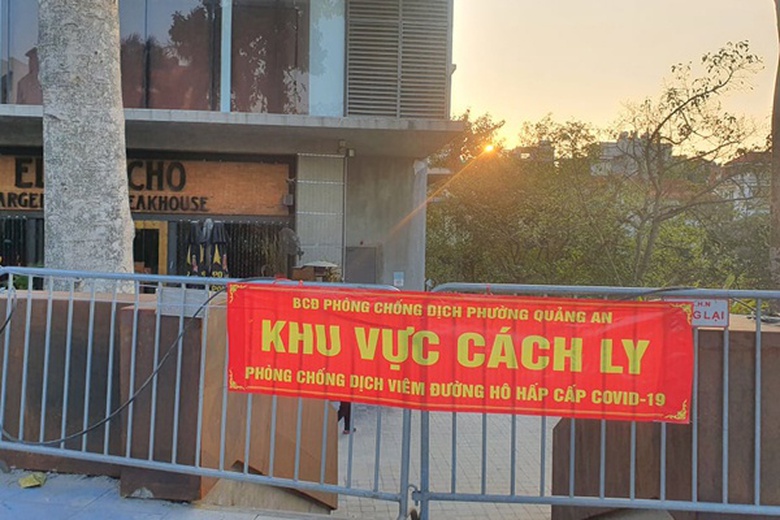 CHO
STEAKHOUSE
BCĐ PHÒNG CHỐNG DỊCH PHƯỜNG QUẢNG AN
KHU VỰC CÁCH LY
PHÒNG CHỐNG DỊCH VIÊM ĐƯỜNG HÔ HẤP CẤP COVID-19
LẠI